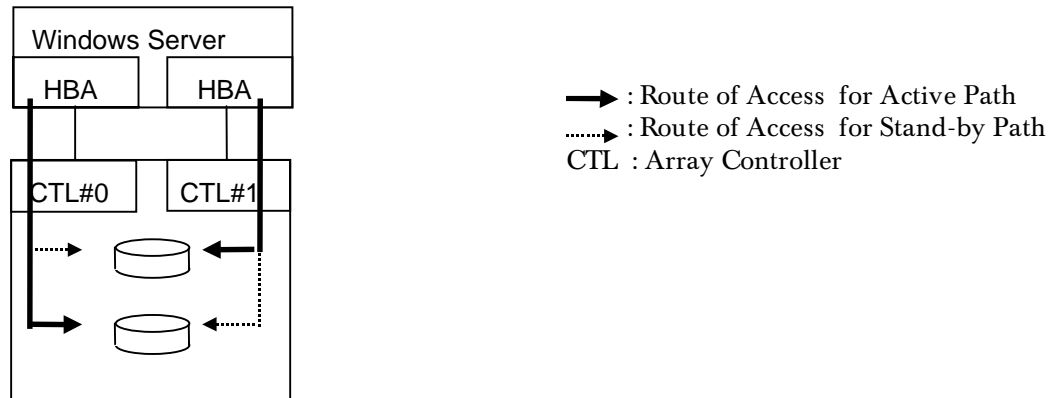 Windows Server
HBA
HBA
CTL#0
CTL#1
: Route of Access for Active Path
: Route of Access for Stand-by Path
CTL : Array Controller